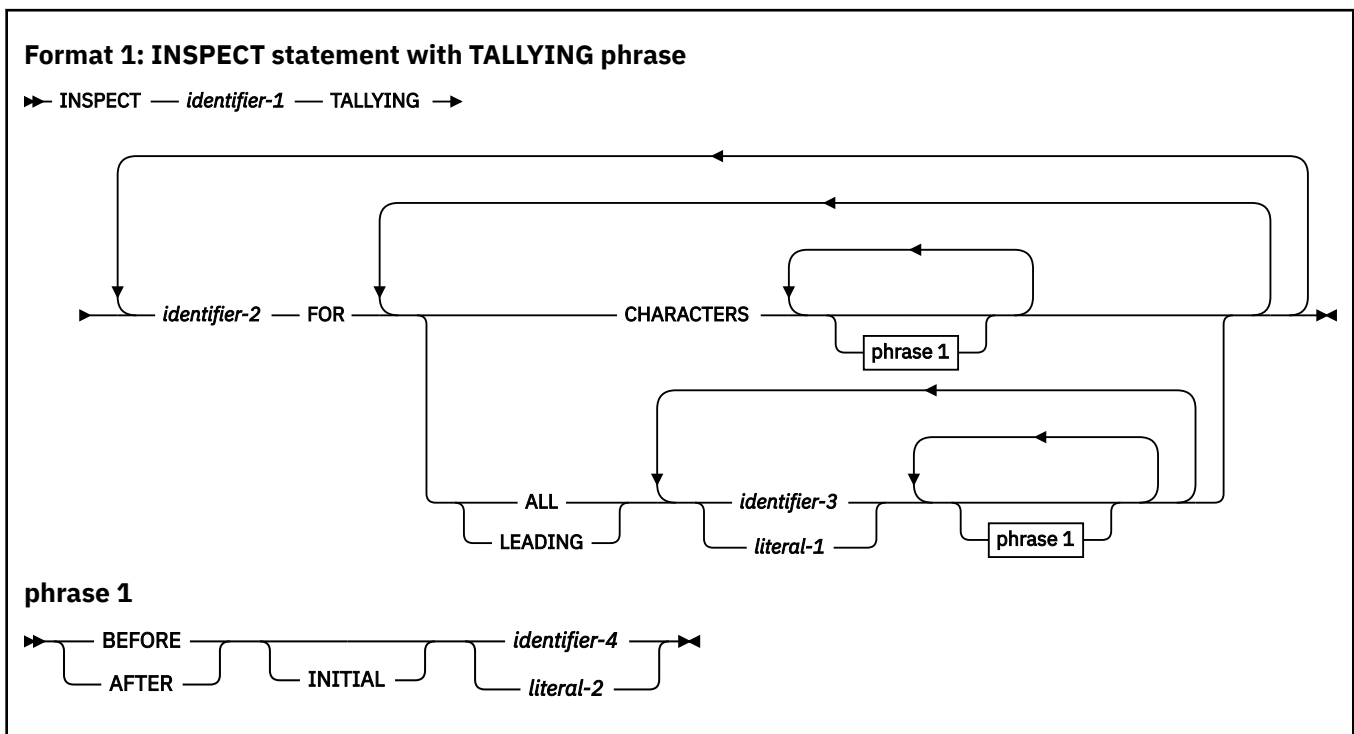 Format 1: INSPECT statement with TALLYING phrase
INSPECT identifier-1 TALLYING
identifier-2 FOR CHARACTERS
phrase 1
ALL identifier-3
LEADING literal-1 phrase 1
phrase 1
BEFORE identifier-4
AFTER INITIAL literal-2